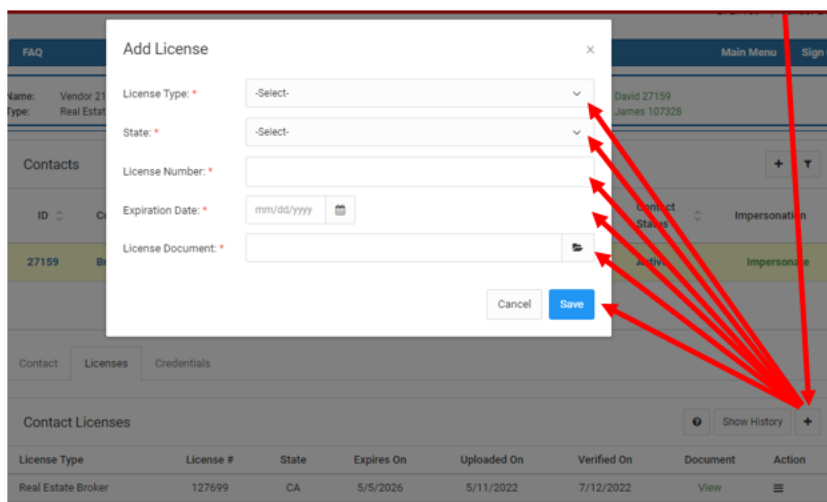 FAQ
Main Menu Sign
Add License ×
Name: Vendor 21
Type: Real Estat
David 27159
James 107328
License Type: * -Select-
State: * -Select-
License Number: *
Expiration Date: * mm/dd/yyyy
License Document: *
Cancel Save
Contacts +
ID Co Contact Status Impersonation
27159 Br Active Impersonate
Contact Licenses Credentials
Contact Licenses Show History +
License Type License # State Expires On Uploaded On Verified On Document Action
Real Estate Broker 127699 CA 5/5/2026 5/11/2022 7/12/2022 View